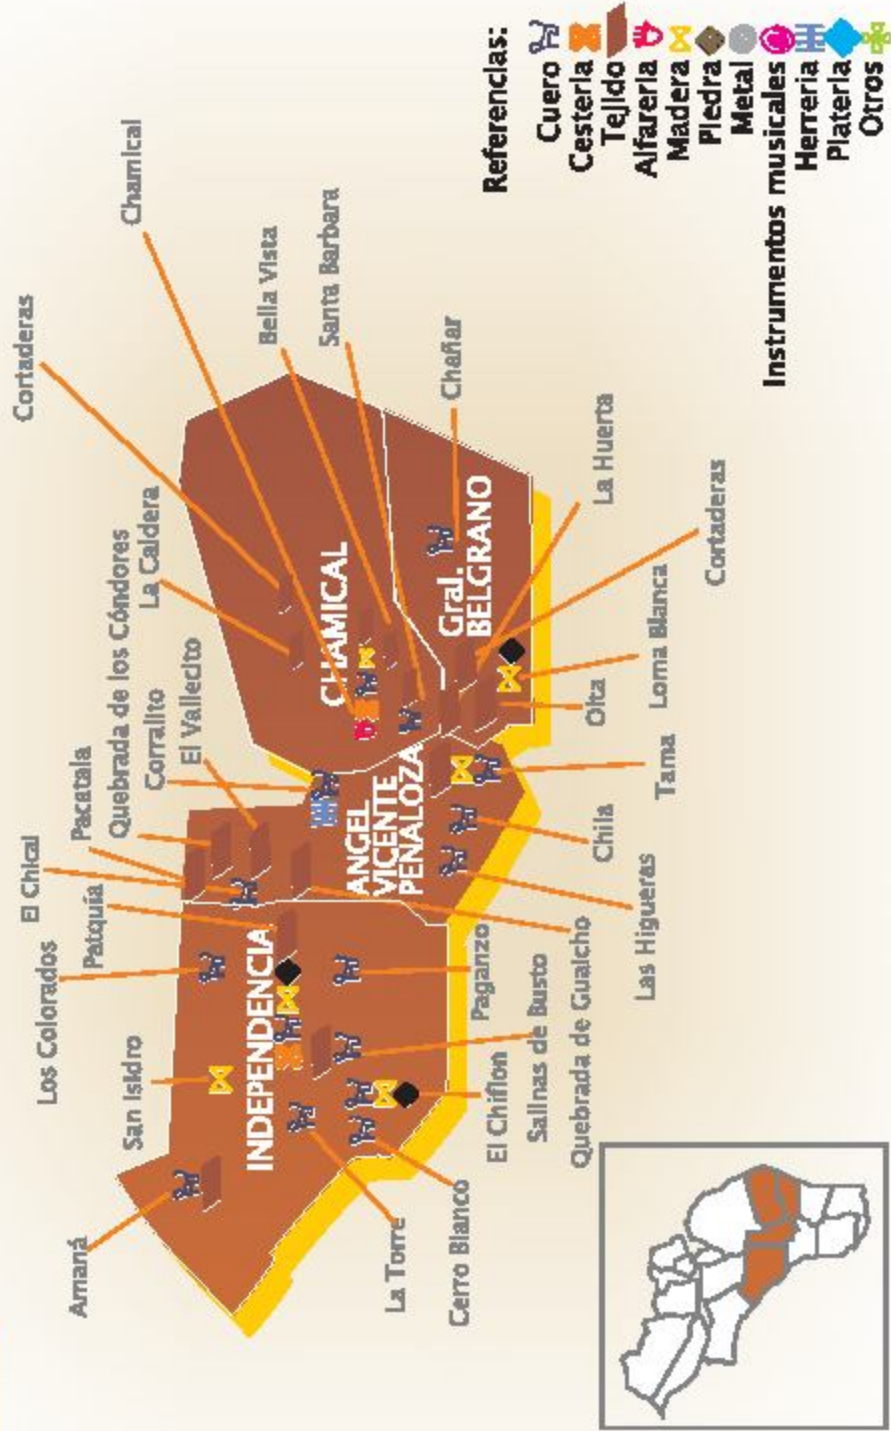 Cortaderas
Chamical
La Caldera
Quebrada de los Cóndores
Corralito
El Vallecito
Bella Vista
Santa Barbara
Pacatala
El Chical
Patquía
Los Colorados
San Isidro
Amaná
Chañar
CHAMICAL
Gral.
BELGRANO
ANGEL
VICENTE
PEÑALOZA
INDEPENDENCIA
La Huerta
Cortaderas
Loma Blanca
Olta
Tama
Chila
Las Higueras
Paganzo
Quebrada de Gualcho
Salinas de Busto
El Chiflon
Cerro Blanco
La Torre
Referencias:
Cuero
Cestería
Tejido
Alfarería
Madera
Piedra
Metal
Instrumentos musicales
Herreria
Platería
Otros